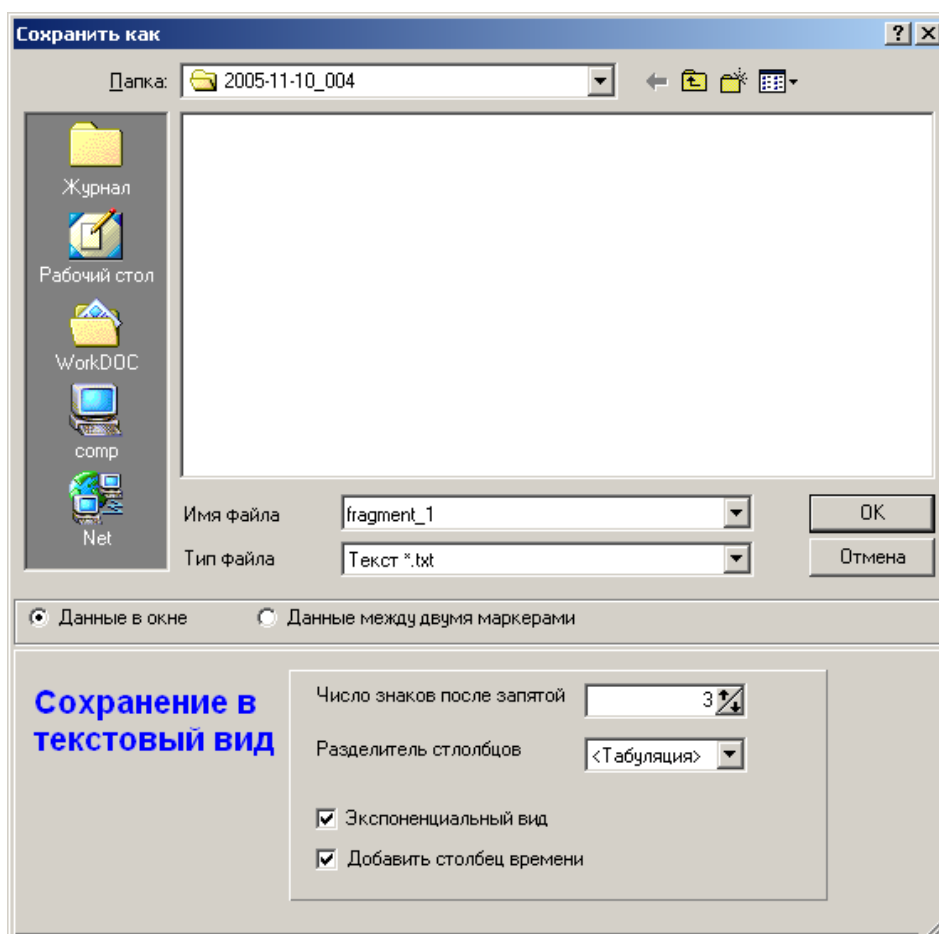 Сохранить как
Папка: 2005-11-10_004
Журнал
Рабочий стол
WorkDOC
comp
Net
Имя файла fragment_1 OK
Тип файла Текст *.txt Отмена
Данные в окне Данные между двумя маркерами
Сохранение в
текстовый вид
Число знаков после запятой 3
Разделитель стлолбцов <Табуляция>
Экспоненциальный вид
Добавить столбец времени